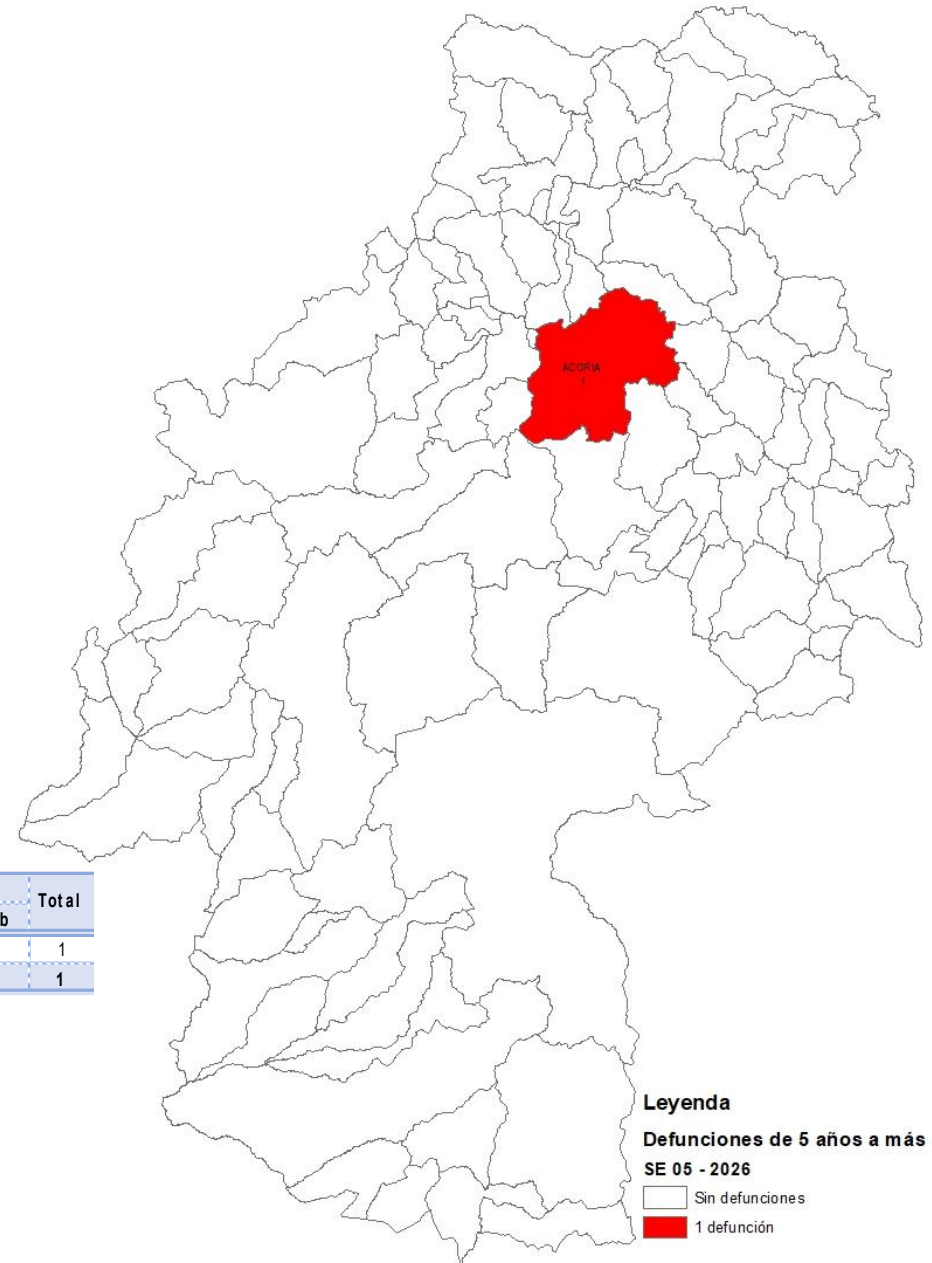 ACORIA
1
Total
b
1
1
Leyenda
Defunciones de 5 años a más
SE 05 - 2026
Sin defunciones
1 defunción